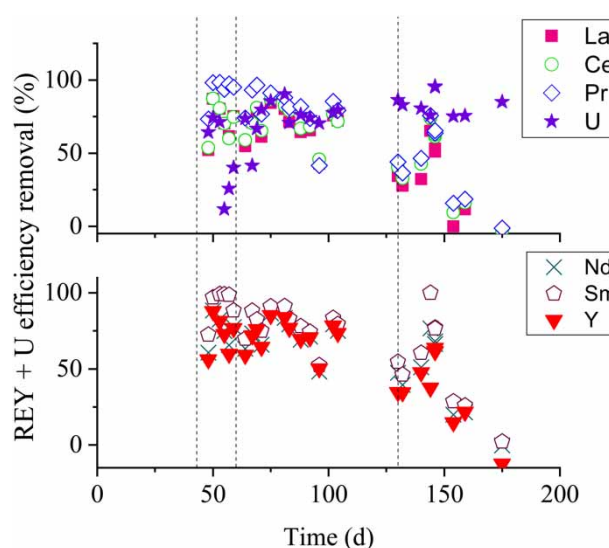 La
Ce
Pr
U
100
50
0
Nd
Sm
Y
100
50
0
0 50 100 150 200
Time (d)
REY + U efficiency removal (%)